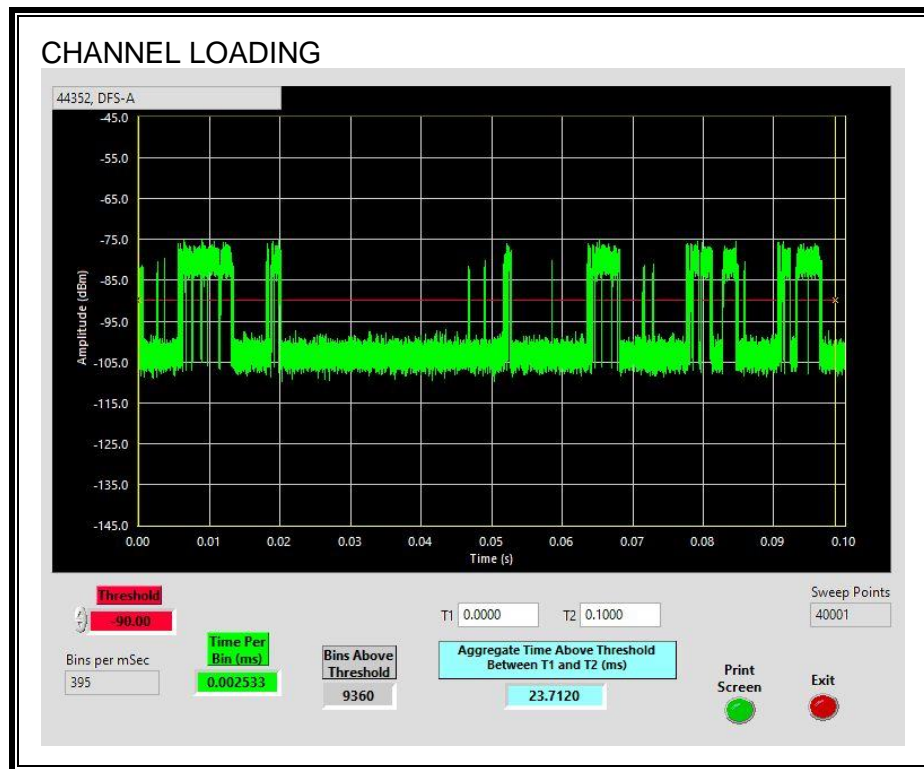 CHANNEL LOADING
44352, DFS-A
-45.0
-55.0
-65.0
-75.0
-85.0
-95.0
-105.0
-115.0
-125.0
-135.0
-145.0
Amplitude (dBm)
0.00 0.01 0.02 0.03 0.04 0.05 0.06 0.07 0.08 0.09 0.10
Time (s)
Threshold
-90.00
Bins per mSec
395
Time Per
Bin (ms)
0.002533
Bins Above
Threshold
9360
T1 0.0000 T2 0.1000
Aggregate Time Above Threshold
Between T1 and T2 (ms)
23.7120
Sweep Points
40001
Print
Screen
Exit